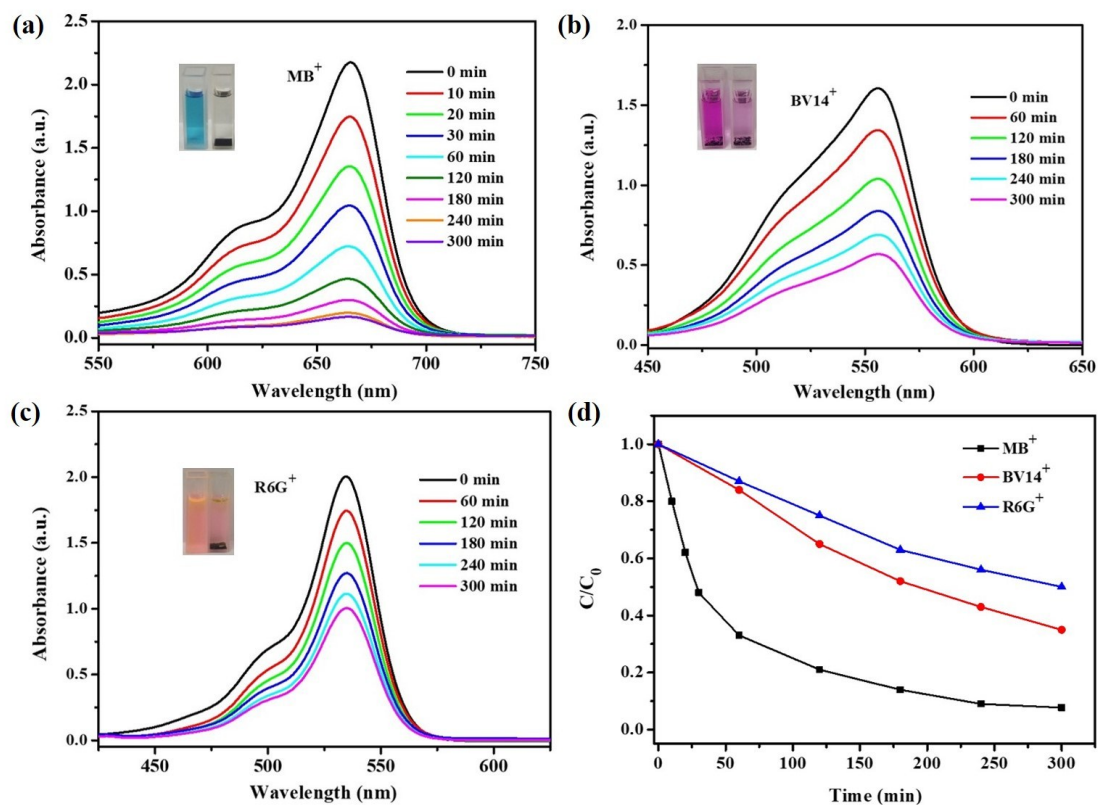 (a)
2.5
2.0
1.5
1.0
0.5
0.0
Absorbance (a.u.)
MB+
0 min
10 min
20 min
30 min
60 min
120 min
180 min
240 min
300 min
550
600
650
700
750
Wavelength (nm)
(b)
2.0
1.5
1.0
0.5
0.0
Absorbance (a.u.)
BV14+
0 min
60 min
120 min
180 min
240 min
300 min
450
500
550
600
650
Wavelength (nm)
(c)
2.5
2.0
1.5
1.0
0.5
0.0
Absorbance (a.u.)
R6G+
0 min
60 min
120 min
180 min
240 min
300 min
450
500
550
600
Wavelength (nm)
(d)
1.0
0.8
0.6
0.4
0.2
0.0
C/C0
MB+
BV14+
R6G+
0
50
100
150
200
250
300
Time (min)